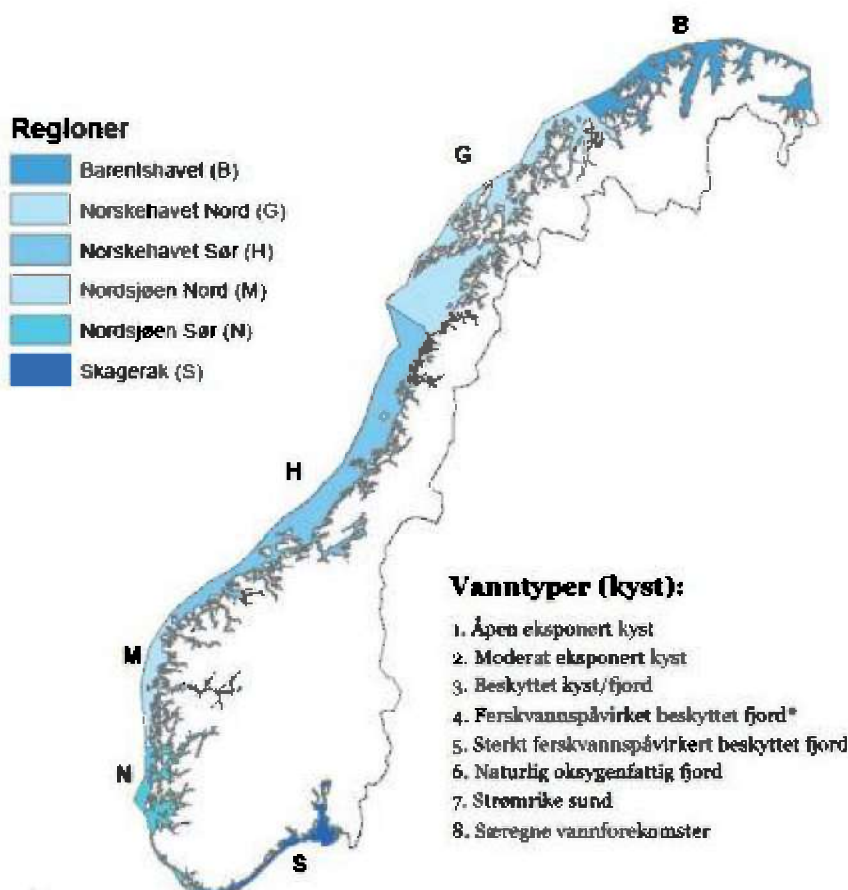 B
Regioner
Barentshavet (B)
Norskehavet Nord (G)
Norskehavet Sør (H)
Nordsjøen Nord (M)
Nordsjøen Sør (N)
Skagerak (S)
G
H
Vanntyper (kyst):
1. Åpen eksponert kyst
2. Moderat eksponert kyst
3. Beskyttet kyst/fjord
4. Ferskvannspåvirket beskyttet fjord*
5. Sterkt ferskvannspåvirkert beskyttet fjord
6. Naturlig oksygenfattig fjord
7. Strømrike sund
8. Særegne vannforekomster
M
N
S